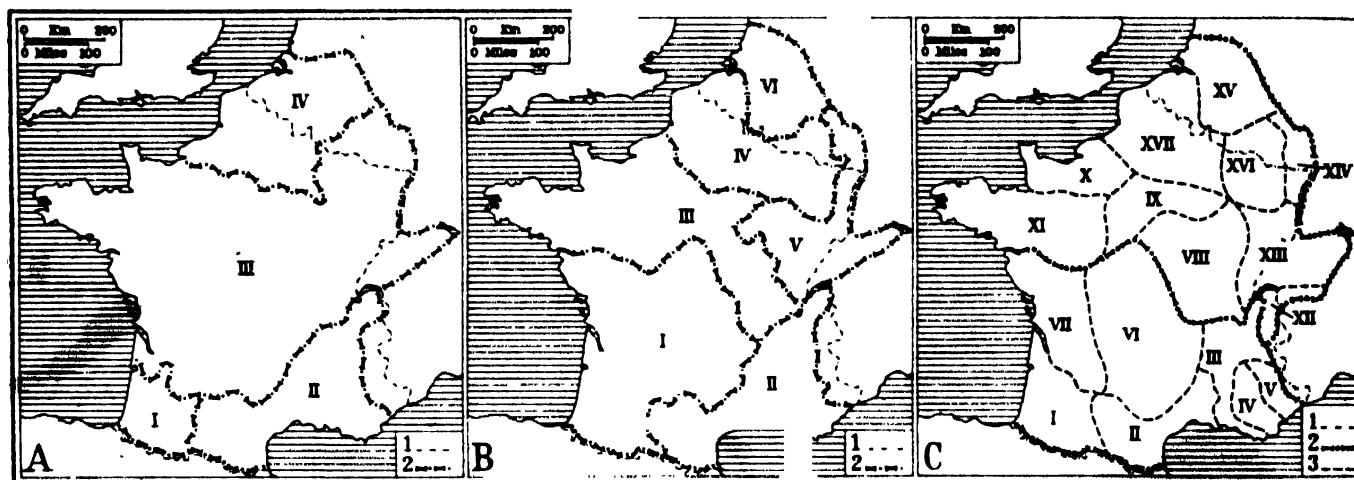 0 Km 200
0 Miles 100
IV
III
I
II
1
2
A
0 Km 200
0 Miles 100
VI
IV
III
V
I
II
1
2
B
0 Km 200
0 Miles 100
XV
XVII
XVI
XIV
X
IX
XI
VIII
XIII
VII
VI
XII
III
V
IV
I
II
1
2
3
C